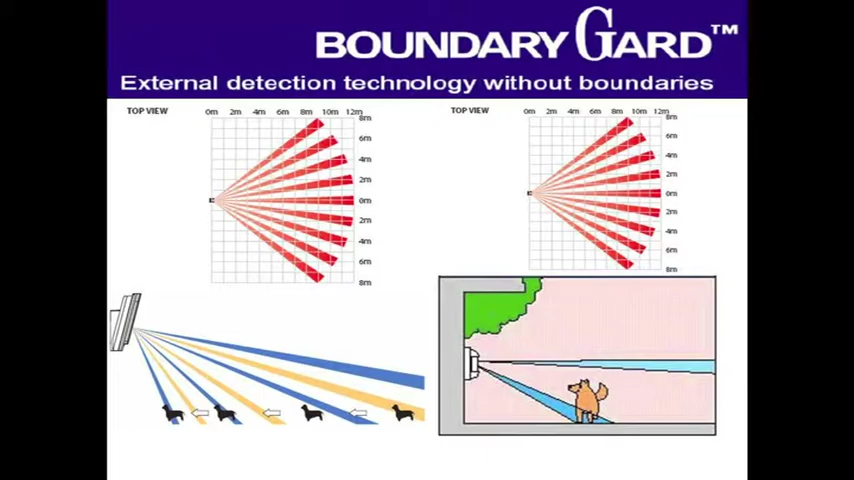 BOUNDARYGARD™
External detection technology without boundaries
TOP VIEW
0m 2m 4m 6m 8m 10m 12m
8m
6m
4m
2m
0m
2m
4m
6m
8m
TOP VIEW
0m 2m 4m 6m 8m 10m 12m
8m
6m
4m
2m
0m
2m
4m
6m
8m